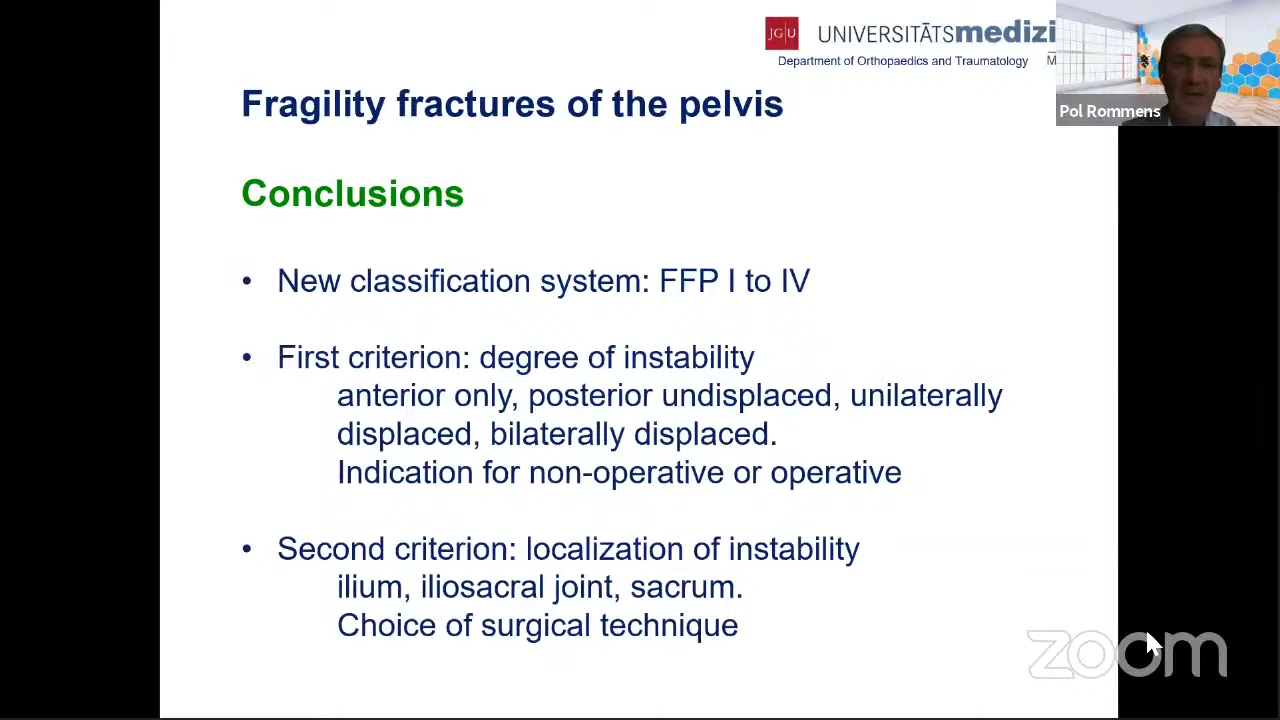 JG|U UNIVERSITÄTSmedizi
Department of Orthopaedics and Traumatology M
Pol Rommens
Fragility fractures of the pelvis
Conclusions
• New classification system: FFP I to IV
• First criterion: degree of instability
anterior only, posterior undisplaced, unilaterally
displaced, bilaterally displaced.
Indication for non-operative or operative
• Second criterion: localization of instability
ilium, iliosacral joint, sacrum.
Choice of surgical technique
zoom